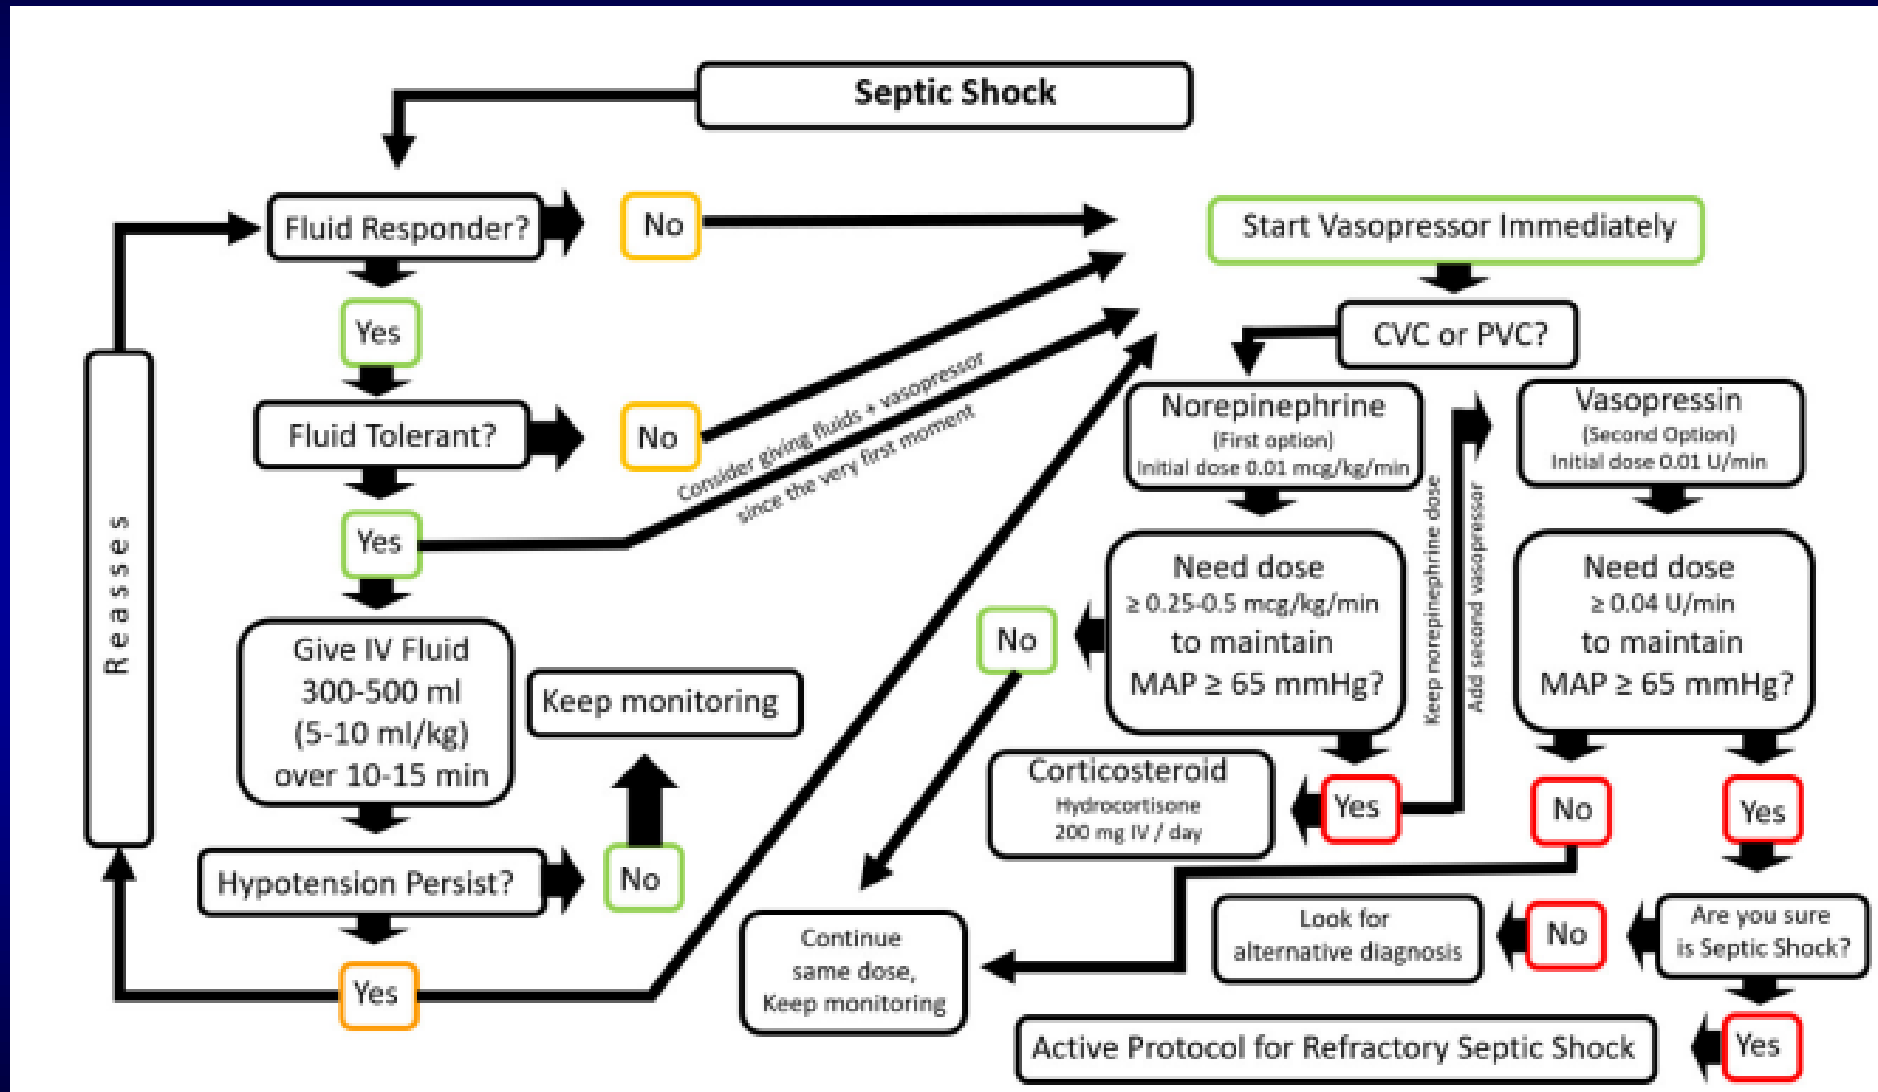 Septic Shock
Fluid Responder?
No
Start Vasopressor Immediately
Yes
CVC or PVC?
Fluid Tolerant?
No
Consider giving fluids + vasopressor
since the very first moment
Yes
Reasses
Give IV Fluid
300-500 ml
(5-10 ml/kg)
over 10-15 min
Keep monitoring
Hypotension Persist?
No
Yes
Norepinephrine
(First option)
Initial dose 0.01 mcg/kg/min
Keep norepinephrine dose
Add second vasopressor
Vasopressin
(Second Option)
Initial dose 0.01 U/min
Need dose
≥ 0.25-0.5 mcg/kg/min
to maintain
MAP ≥ 65 mmHg?
Need dose
≥ 0.04 U/min
to maintain
MAP ≥ 65 mmHg?
No
Corticosteroid
Hydrocortisone
200 mg IV / day
Yes
No
Yes
Continue
same dose,
Keep monitoring
Look for
alternative diagnosis
No
Are you sure
is Septic Shock?
Active Protocol for Refractory Septic Shock
Yes